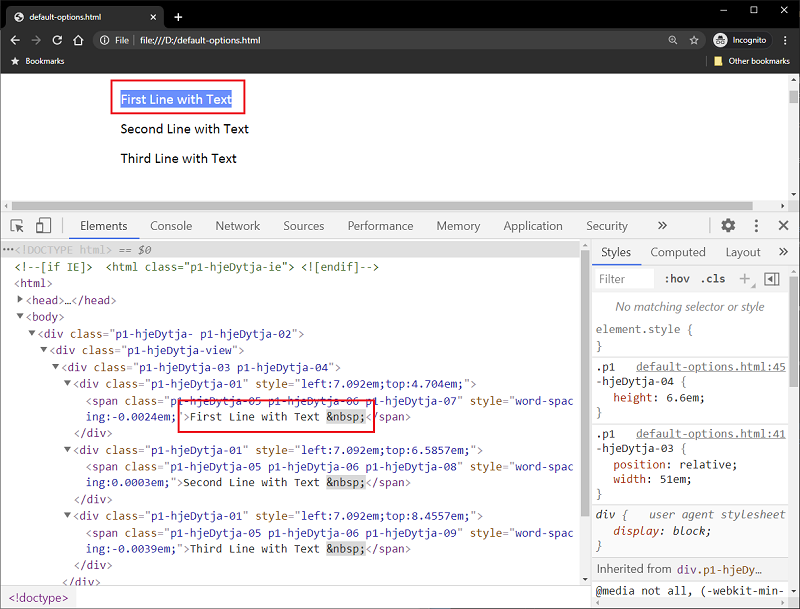 default-options.html
File file:///D:/default-options.html Incognito
Bookmarks Other bookmarks
First Line with Text
Second Line with Text
Third Line with Text
Elements Console Network Sources Performance Memory Application Security »
<!DOCTYPE html> == $0
<!--[if IE]> <html class="p1-hjeDytja-ie"> <![endif]-->
<html>
<head>…</head>
<body>
<div class="p1-hjeDytja- p1-hjeDytja-02">
<div class="p1-hjeDytja-view">
<div class="p1-hjeDytja-03 p1-hjeDytja-04">
<div class="p1-hjeDytja-01" style="left:7.092em;top:4.704em;">
<span class="p1-hjeDytja-05 p1-hjeDytja-06 p1-hjeDytja-07" style="word-spac
ing:-0.0024em;">First Line with Text &nbsp;</span>
</div>
<div class="p1-hjeDytja-01" style="left:7.092em;top:6.5857em;">
<span class="p1-hjeDytja-05 p1-hjeDytja-06 p1-hjeDytja-08" style="word-spac
ing:0.0003em;">Second Line with Text &nbsp;</span>
</div>
<div class="p1-hjeDytja-01" style="left:7.092em;top:8.4557em;">
<span class="p1-hjeDytja-05 p1-hjeDytja-06 p1-hjeDytja-09" style="word-spac
ing:-0.0039em;">Third Line with Text &nbsp;</span>
</div>
<!doctype>
Styles Computed Layout »
Filter :hov .cls +
No matching selector or style
element.style {
}
.p1 default-options.html:45
-hjeDytja-04 {
height: 6.6em;
}
.p1 default-options.html:41
-hjeDytja-03 {
position: relative;
width: 51em;
}
div { user agent stylesheet
display: block;
}
Inherited from div.p1-hjeDy…
@media not all, (-webkit-min-